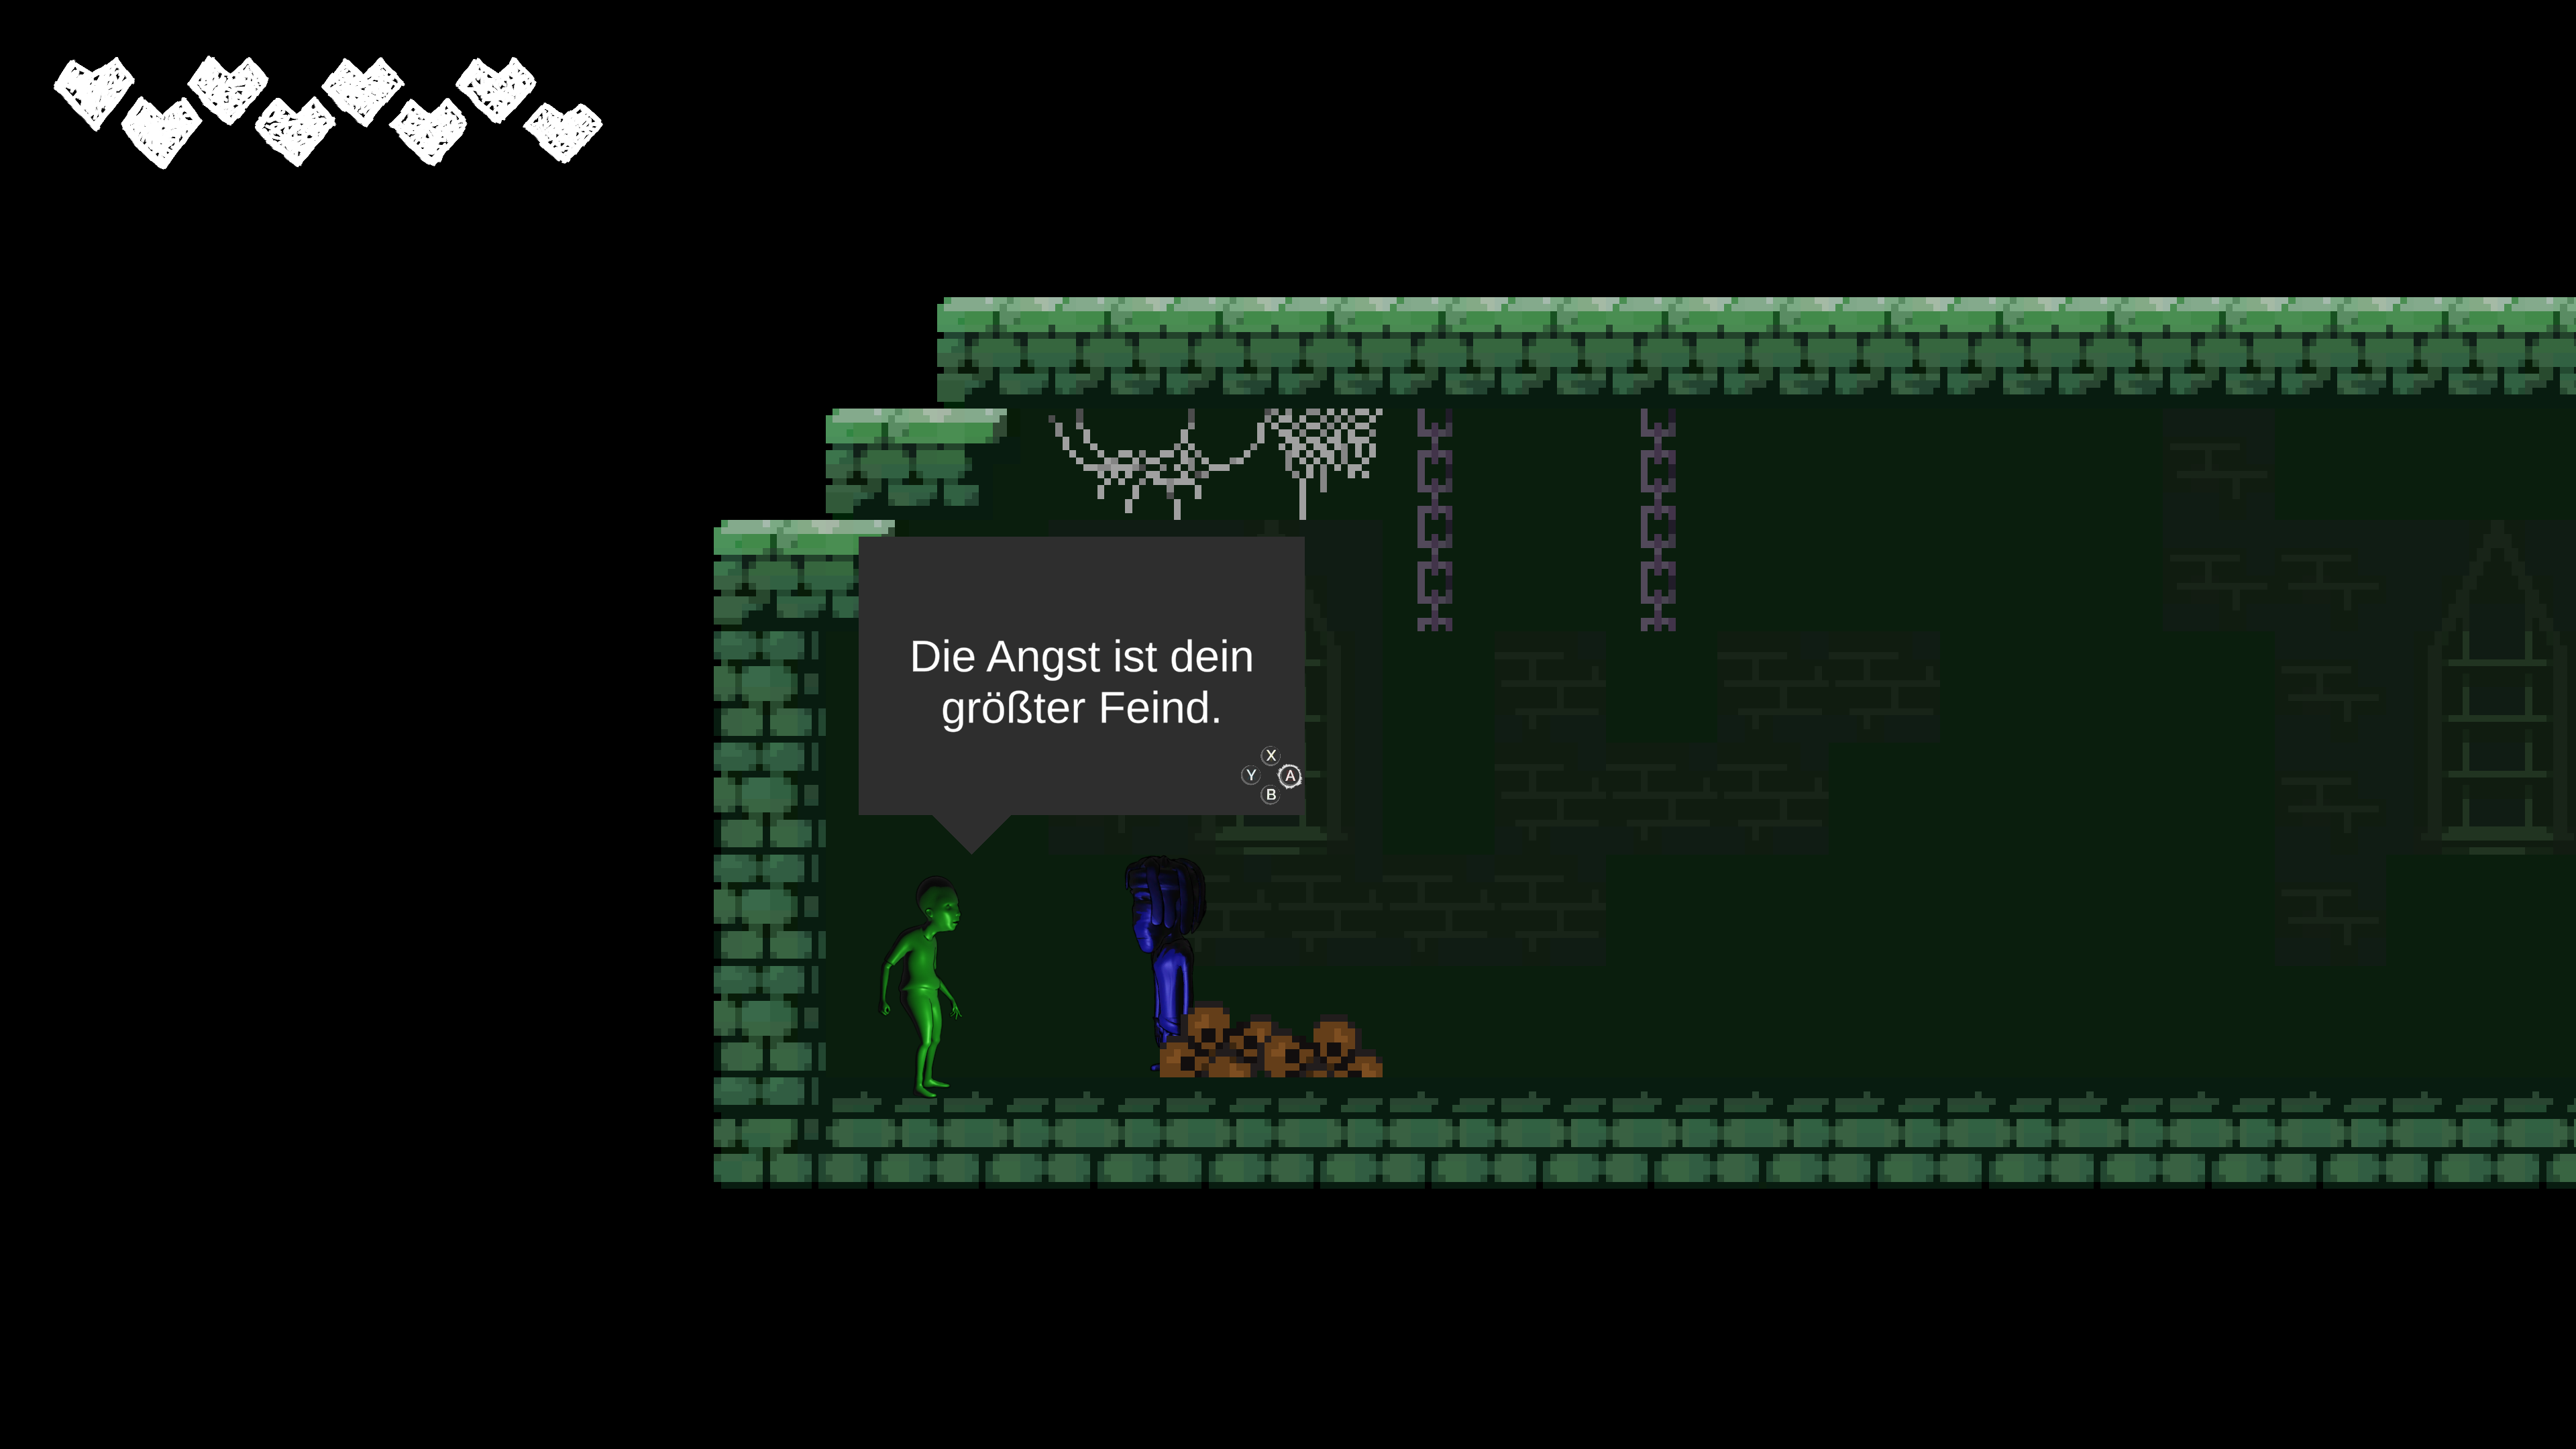 Die Angst ist dein
größter Feind.
X
Y A
B